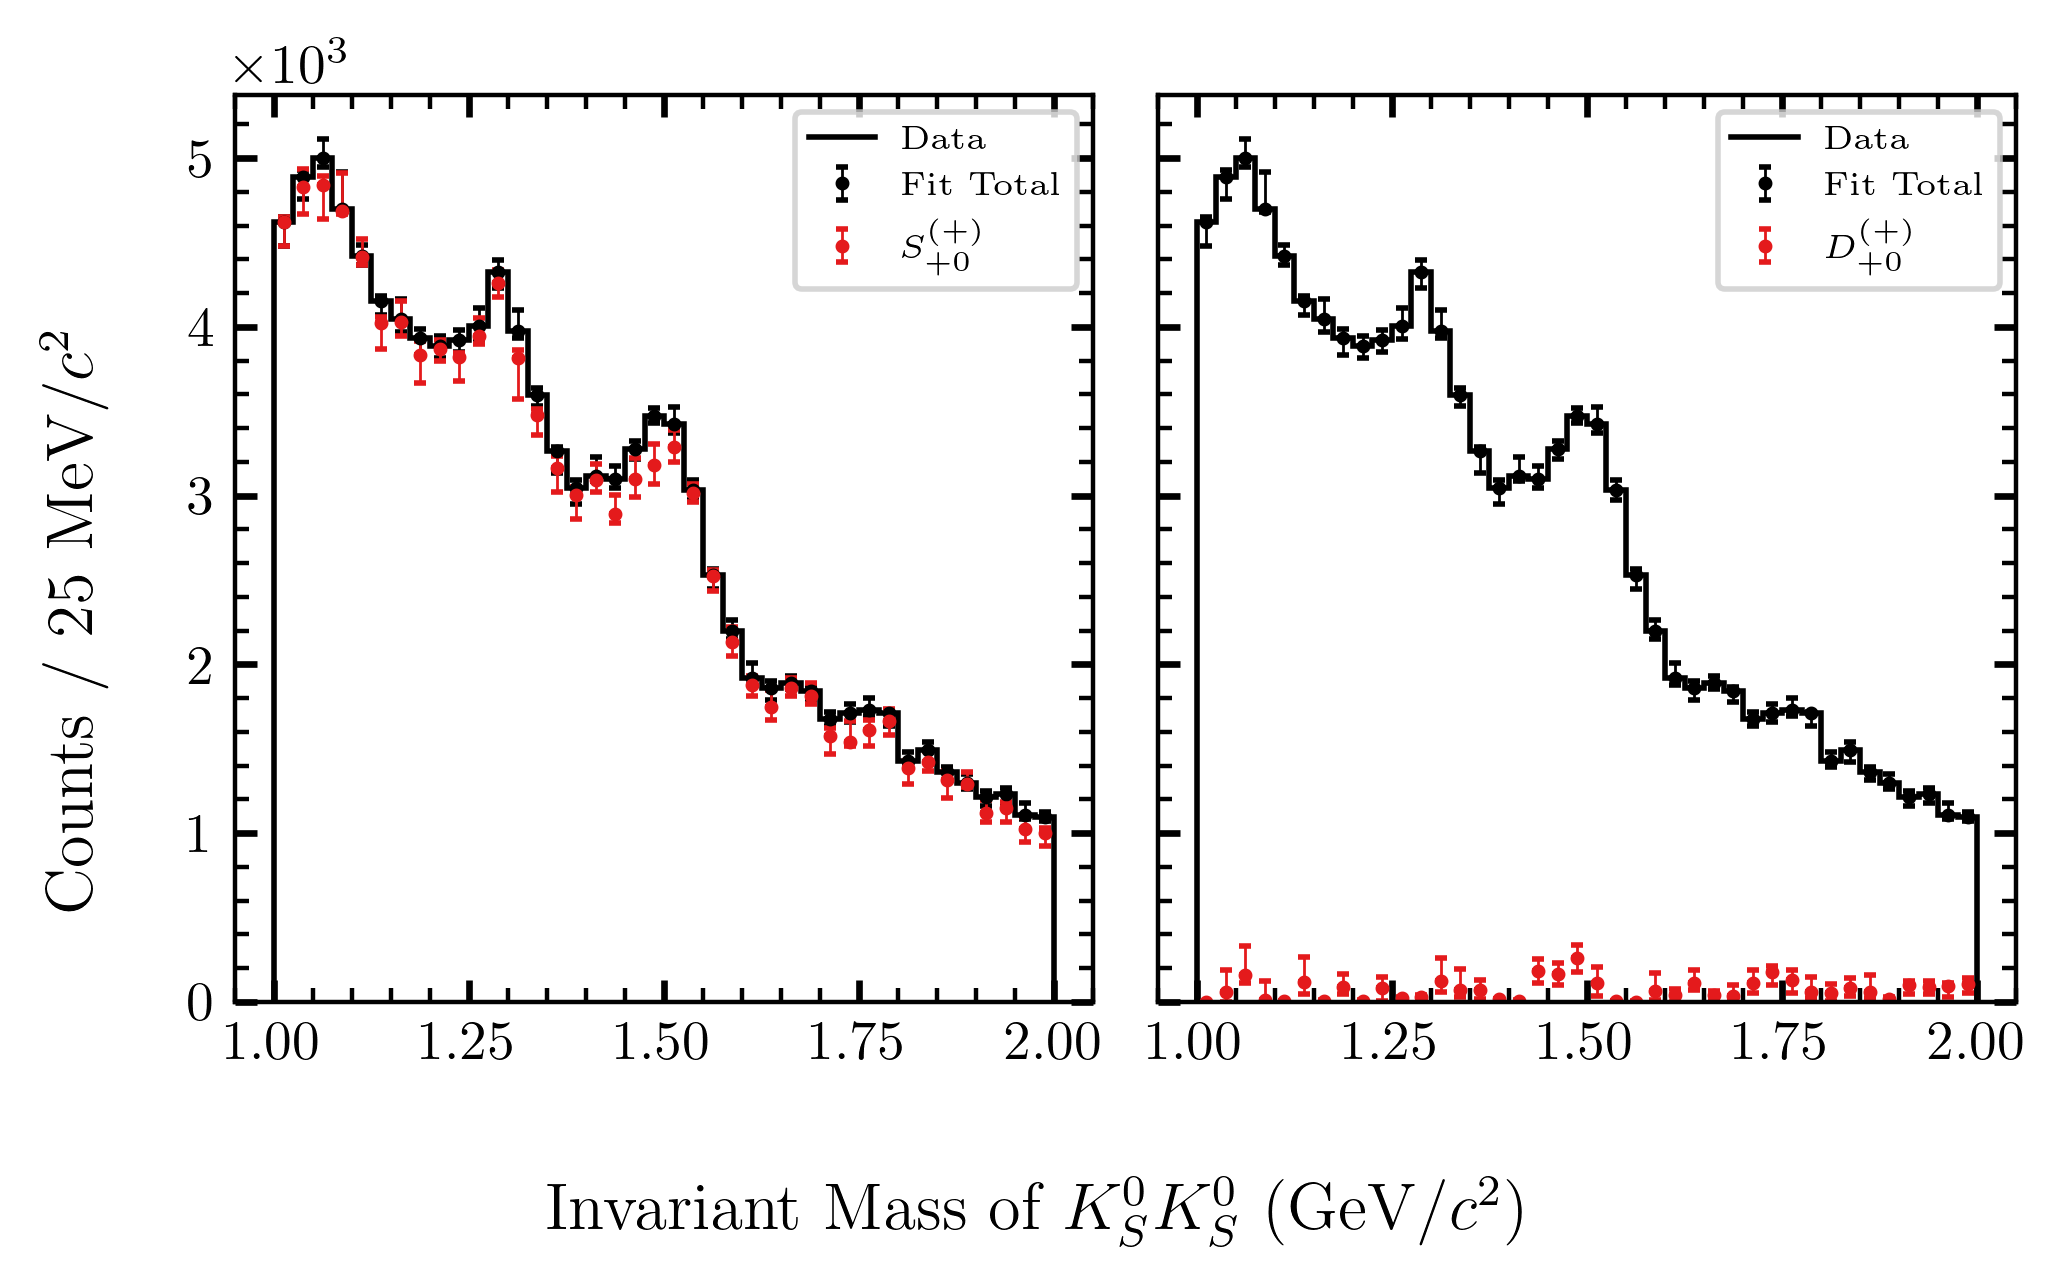 ×10³
Counts / 25 MeV/c²
5
4
3
2
1
0
1.00 1.25 1.50 1.75 2.00
Data
Fit Total
S₊₀⁽⁺⁾
1.00 1.25 1.50 1.75 2.00
Data
Fit Total
D₊₀⁽⁺⁾
Invariant Mass of K⁰_S K⁰_S (GeV/c²)